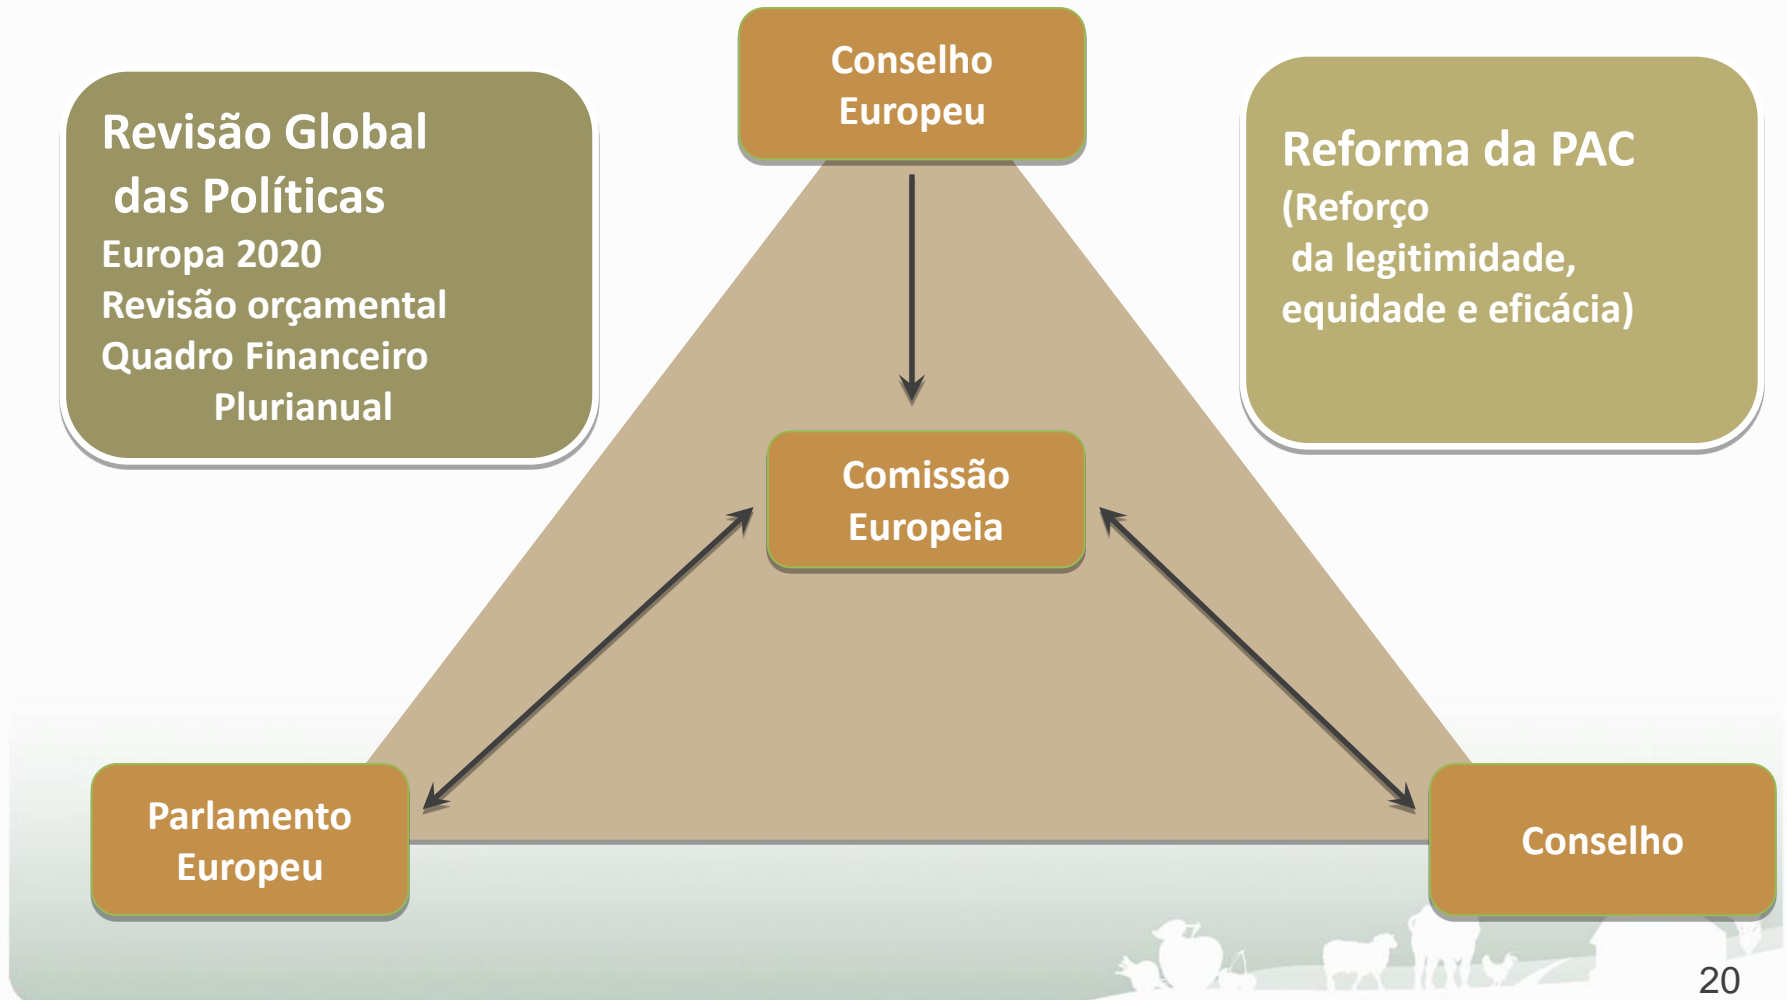 Conselho
Europeu
Revisão Global
das Políticas
Europa 2020
Revisão orçamental
Quadro Financeiro
Plurianual
Reforma da PAC
(Reforço
da legitimidade,
equidade e eficácia)
Comissão
Europeia
Parlamento
Europeu
Conselho
20